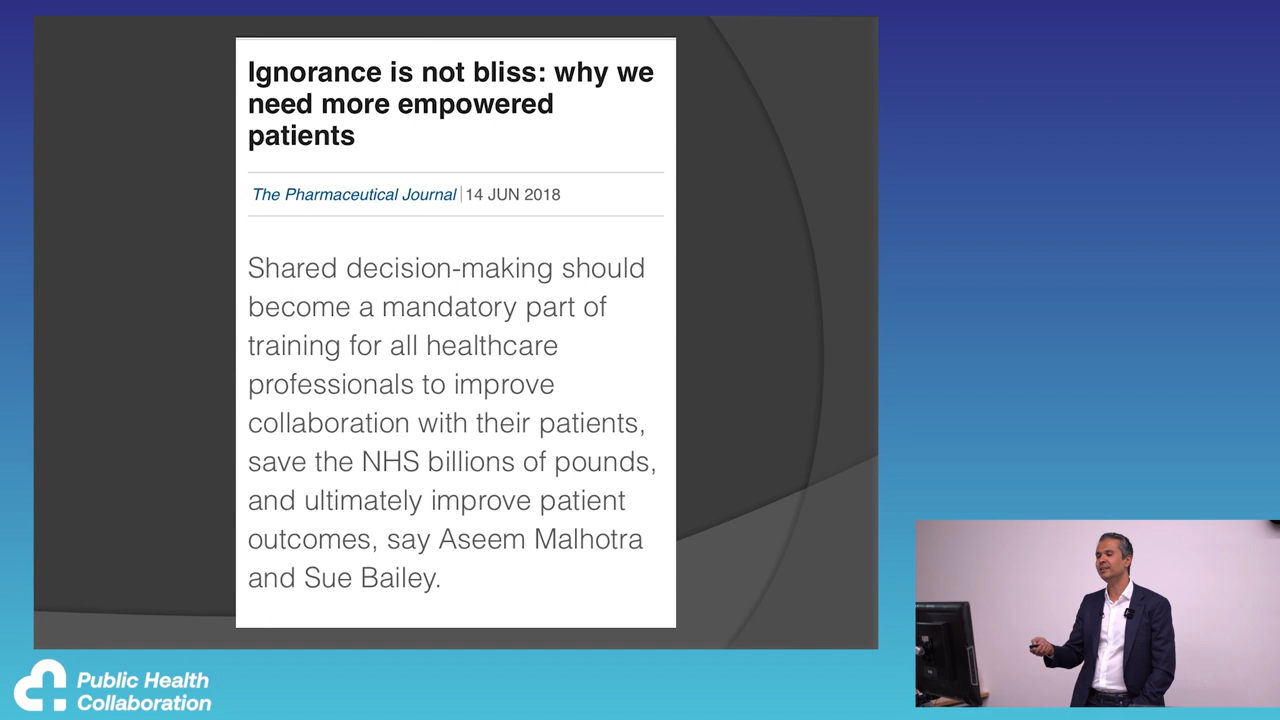 Ignorance is not bliss: why we
need more empowered
patients
The Pharmaceutical Journal | 14 JUN 2018
Shared decision-making should
become a mandatory part of
training for all healthcare
professionals to improve
collaboration with their patients,
save the NHS billions of pounds,
and ultimately improve patient
outcomes, say Aseem Malhotra
and Sue Bailey.
Public Health
Collaboration